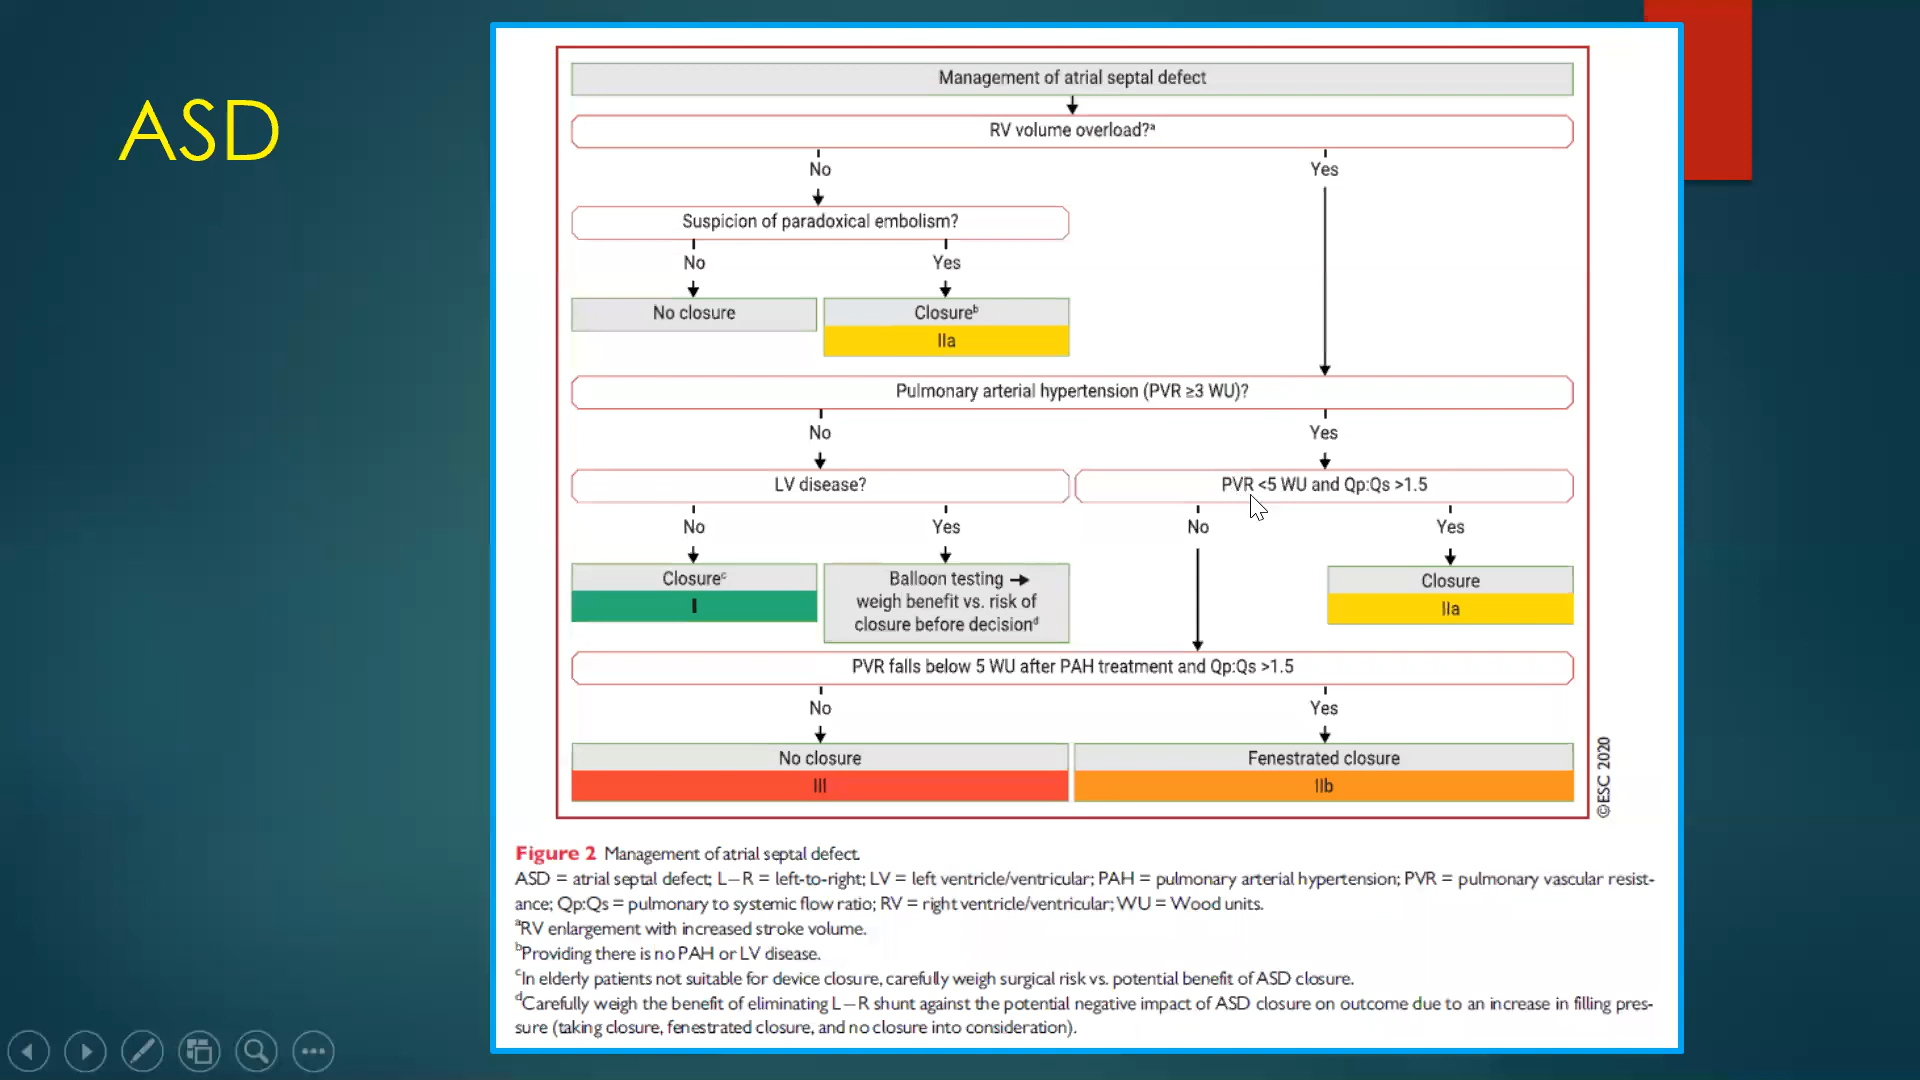 ASD
Management of atrial septal defect
RV volume overload?ᵃ
No
Yes
Suspicion of paradoxical embolism?
No
Yes
No closure
Closureᵇ
IIa
Pulmonary arterial hypertension (PVR ≥3 WU)?
No
Yes
LV disease?
PVR <5 WU and Qp:Qs >1.5
No
Yes
No
Yes
Closureᶜ
I
Balloon testing →
weigh benefit vs. risk of
closure before decisionᵈ
Closure
IIa
PVR falls below 5 WU after PAH treatment and Qp:Qs >1.5
No
Yes
No closure
III
Fenestrated closure
IIb
©ESC 2020
Figure 2 Management of atrial septal defect.
ASD = atrial septal defect; L–R = left-to-right; LV = left ventricle/ventricular; PAH = pulmonary arterial hypertension; PVR = pulmonary vascular resist-
ance; Qp:Qs = pulmonary to systemic flow ratio; RV = right ventricle/ventricular; WU = Wood units.
ᵃRV enlargement with increased stroke volume.
ᵇProviding there is no PAH or LV disease.
ᶜIn elderly patients not suitable for device closure, carefully weigh surgical risk vs. potential benefit of ASD closure.
ᵈCarefully weigh the benefit of eliminating L–R shunt against the potential negative impact of ASD closure on outcome due to an increase in filling pres-
sure (taking closure, fenestrated closure, and no closure into consideration).